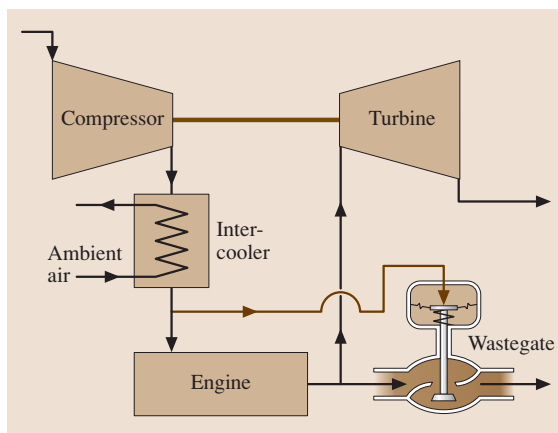 Compressor
Turbine
Inter-
cooler
Ambient
air
Wastegate
Engine